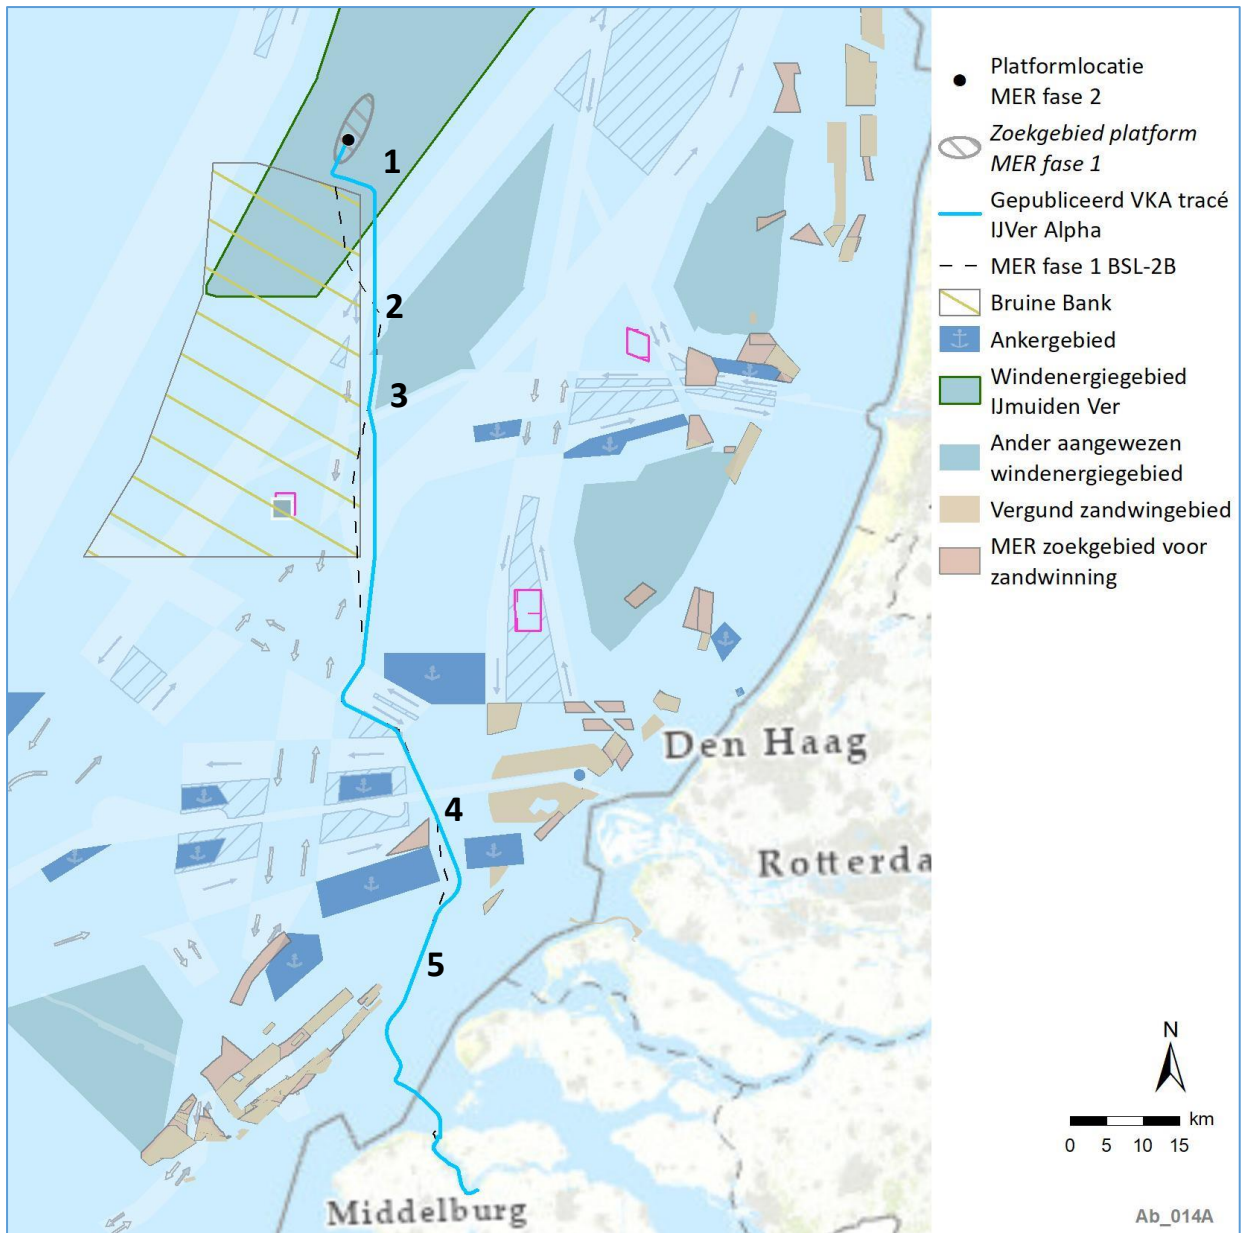 1
2
3
4
5
Den Haag
Rotterda
Middelburg
Platformlocatie
MER fase 2
Zoekgebied platform
MER fase 1
Gepubliceerd VKA tracé
IJVer Alpha
MER fase 1 BSL-2B
Bruine Bank
Ankergebied
Windenergiegebied
IJmuiden Ver
Ander aangewezen
windenergiegebied
Vergund zandwingebied
MER zoekgebied voor
zandwinning
N
km
0 5 10 15
Ab_014A